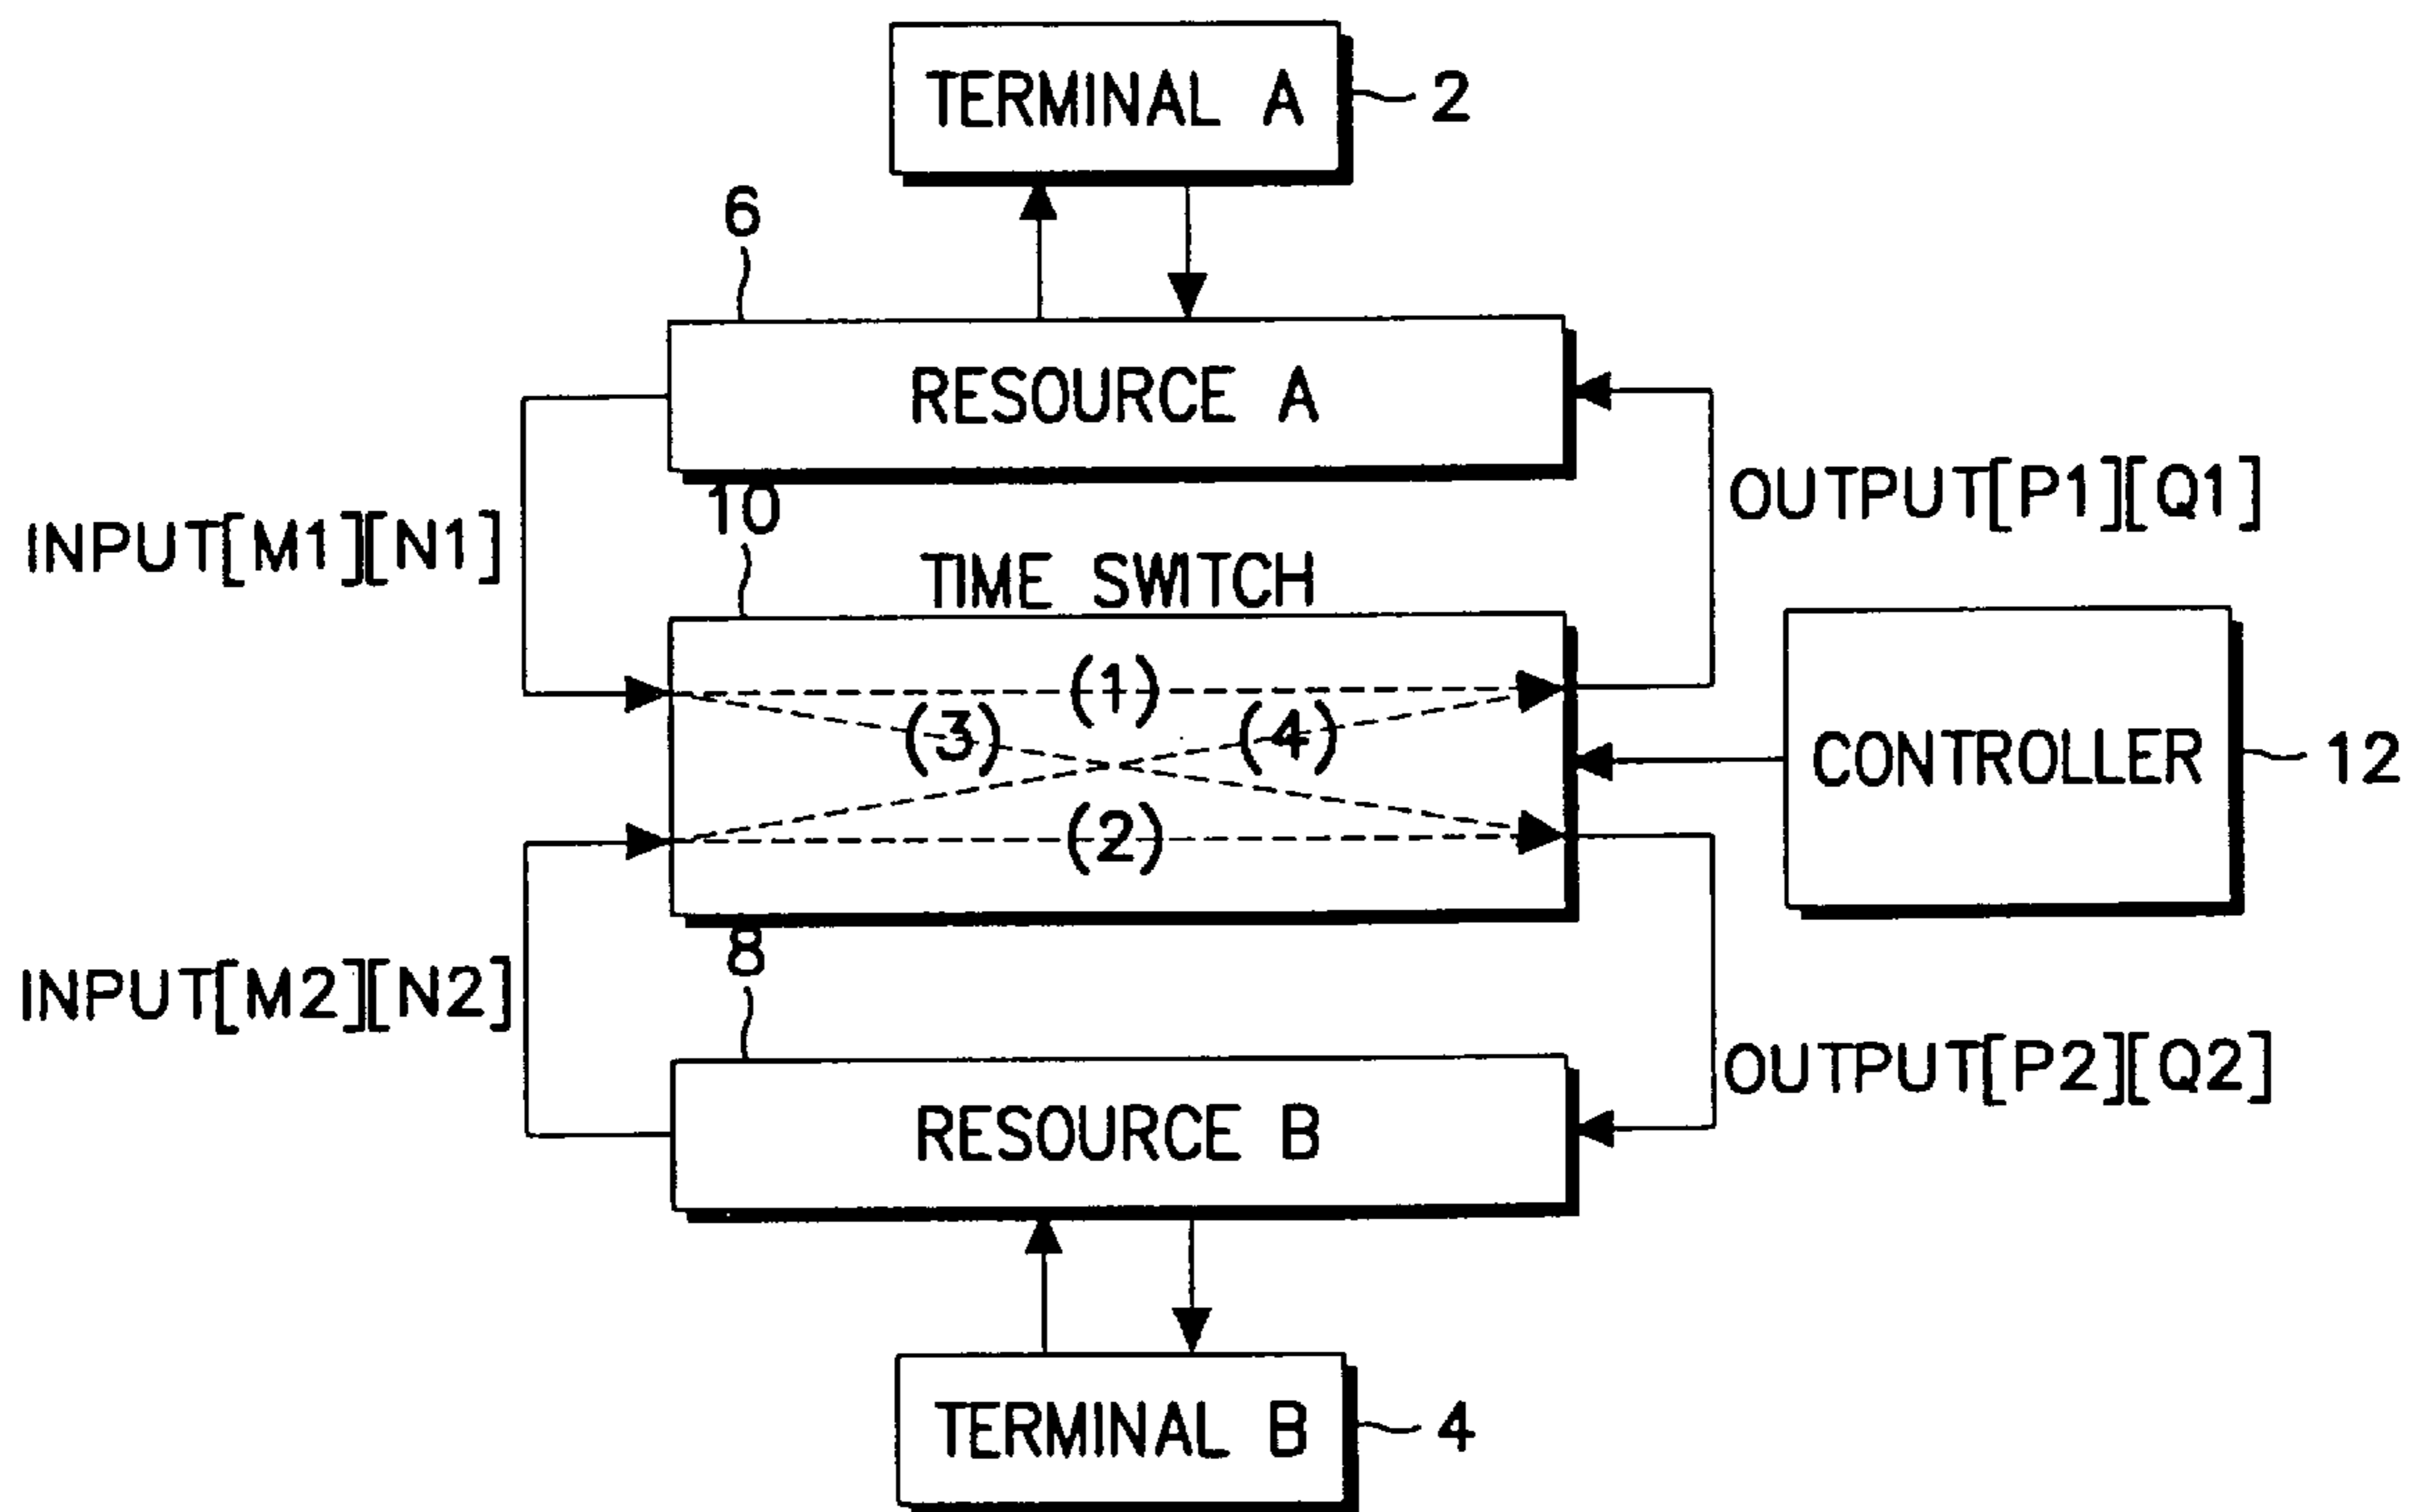 TERMINAL A
2
6
RESOURCE A
OUTPUT[P1][Q1]
10
INPUT[M1][N1]
TIME SWITCH
(1)
(3)
(4)
CONTROLLER
12
(2)
8
INPUT[M2][N2]
OUTPUT[P2][Q2]
RESOURCE B
TERMINAL B
4